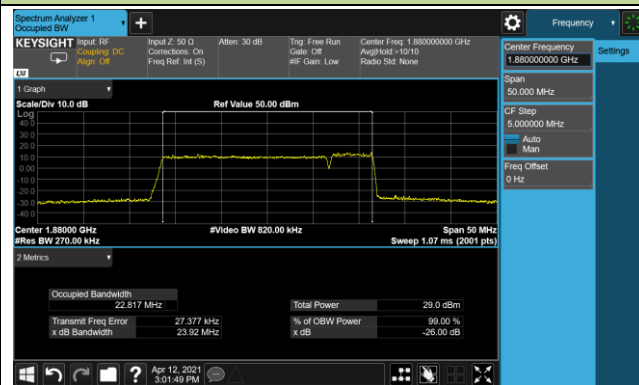 Spectrum Analyzer 1
Occupied BW
Frequency
KEYSIGHT
Input: RF
Coupling: DC
Align: Off
Input Z: 50 Ω
Corrections: On
Freq Ref: Int (S)
Atten: 30 dB
Trig: Free Run
Gate: Off
#IF Gain: Low
Center Freq: 1.880000000 GHz
Avg|Hold:>10/10
Radio Std: None
LXI
1 Graph
Scale/Div 10.0 dB
Ref Value 50.00 dBm
Log
40.0
30.0
20.0
10.0
0.00
-10.0
-20.0
-30.0
-40.0
Center 1.88000 GHz
#Video BW 820.00 kHz
Span 50 MHz
#Res BW 270.00 kHz
Sweep 1.07 ms (2001 pts)
2 Metrics
Occupied Bandwidth
22.817 MHz
Total Power
29.0 dBm
Transmit Freq Error
27.377 kHz
% of OBW Power
99.00 %
x dB Bandwidth
23.92 MHz
x dB
-26.00 dB
Center Frequency
1.880000000 GHz
Settings
Span
50.000 MHz
CF Step
5.000000 MHz
Auto
Man
Freq Offset
0 Hz
?
Apr 12, 2021
3:01:49 PM